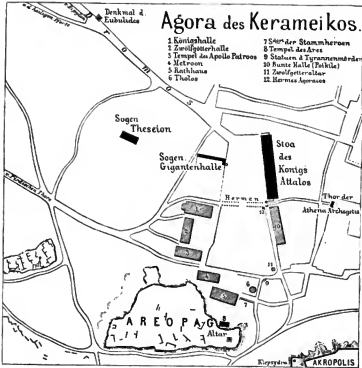 Agora des Kerameikos.
1 Königshalle
2 Zwölfgötterhalle
3 Tempel des Apollo Patroos
4 Metroon
5 Rathhaus
6 Tholos
7 Statt. der Stammheroen
8 Tempel des Ares
9 Statuen d. Tyrannenmörder
10 Bunte Halle (Poikile)
11 Zwölfgötteraltar
12 Hermes Agoraios
Denkmal d.
Eubulides
Sogen
Theseion
Sogen.
Gigantenhalle
Stoa
des
Königs
Attalos
Hermen
Thor der
Athena Archegetis
AREOPAG
Altar
Klepsydra
AKROPOLIS